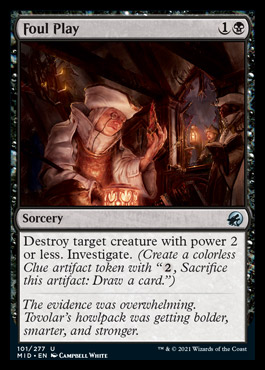 Foul Play 1
Sorcery
Destroy target creature with power 2
or less. Investigate. (Create a colorless
Clue artifact token with “2, Sacrifice
this artifact: Draw a card.”)
The evidence was overwhelming.
Tovolar's howlpack was getting bolder,
smarter, and stronger.
101/277 U
MID • EN Campbell White
™ & © 2021 Wizards of the Coast